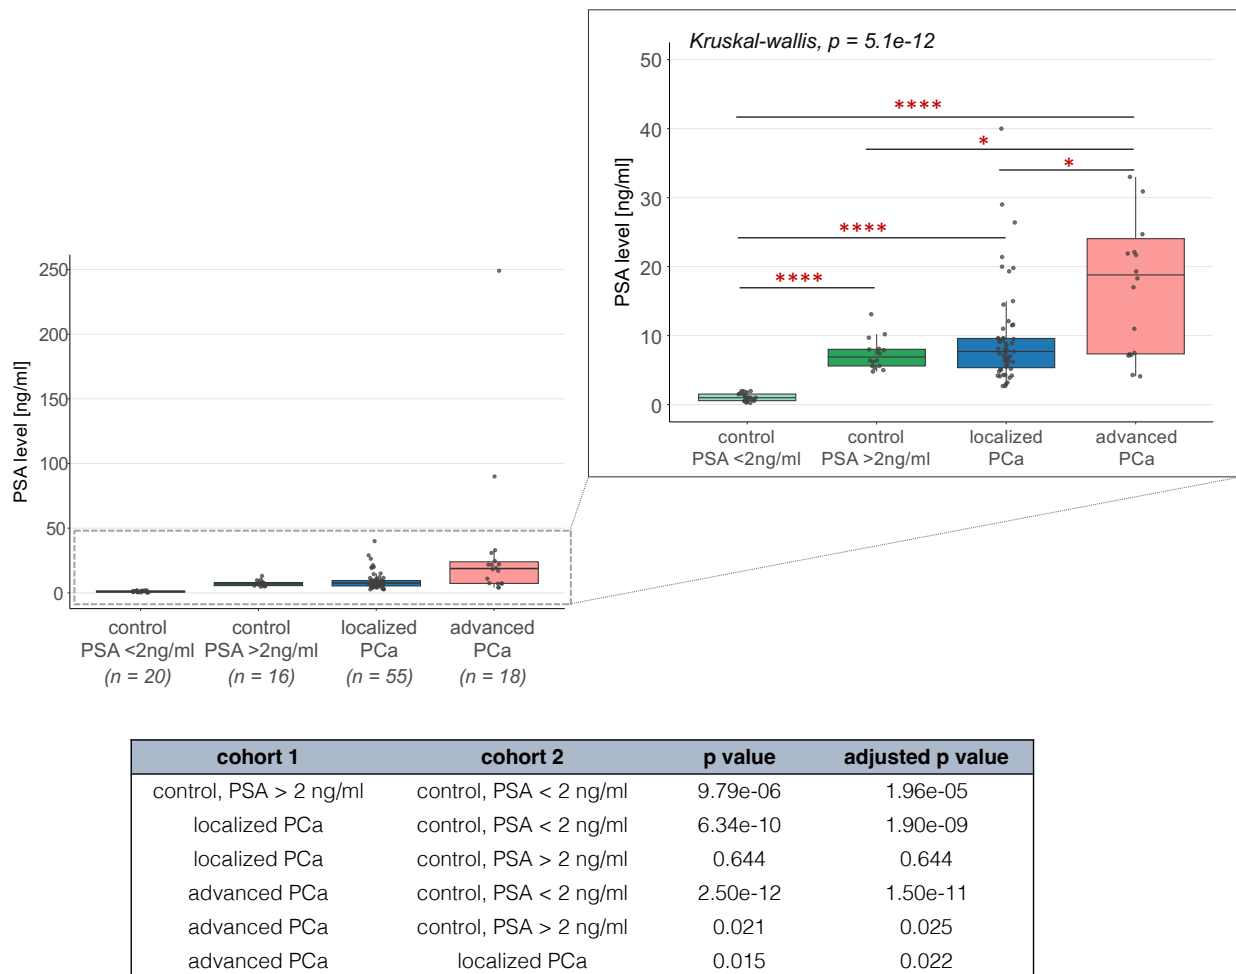 Kruskal-wallis, p = 5.1e-12
PSA level [ng/ml]
50
40
30
20
10
0
****
*
*
****
****
control
PSA <2ng/ml
control
PSA >2ng/ml
localized
PCa
advanced
PCa
PSA level [ng/ml]
250
200
150
100
50
0
control
PSA <2ng/ml
(n = 20)
control
PSA >2ng/ml
(n = 16)
localized
PCa
(n = 55)
advanced
PCa
(n = 18)
cohort 1 cohort 2 p value adjusted p value
control, PSA > 2 ng/ml control, PSA < 2 ng/ml 9.79e-06 1.96e-05
localized PCa control, PSA < 2 ng/ml 6.34e-10 1.90e-09
localized PCa control, PSA > 2 ng/ml 0.644 0.644
advanced PCa control, PSA < 2 ng/ml 2.50e-12 1.50e-11
advanced PCa control, PSA > 2 ng/ml 0.021 0.025
advanced PCa localized PCa 0.015 0.022